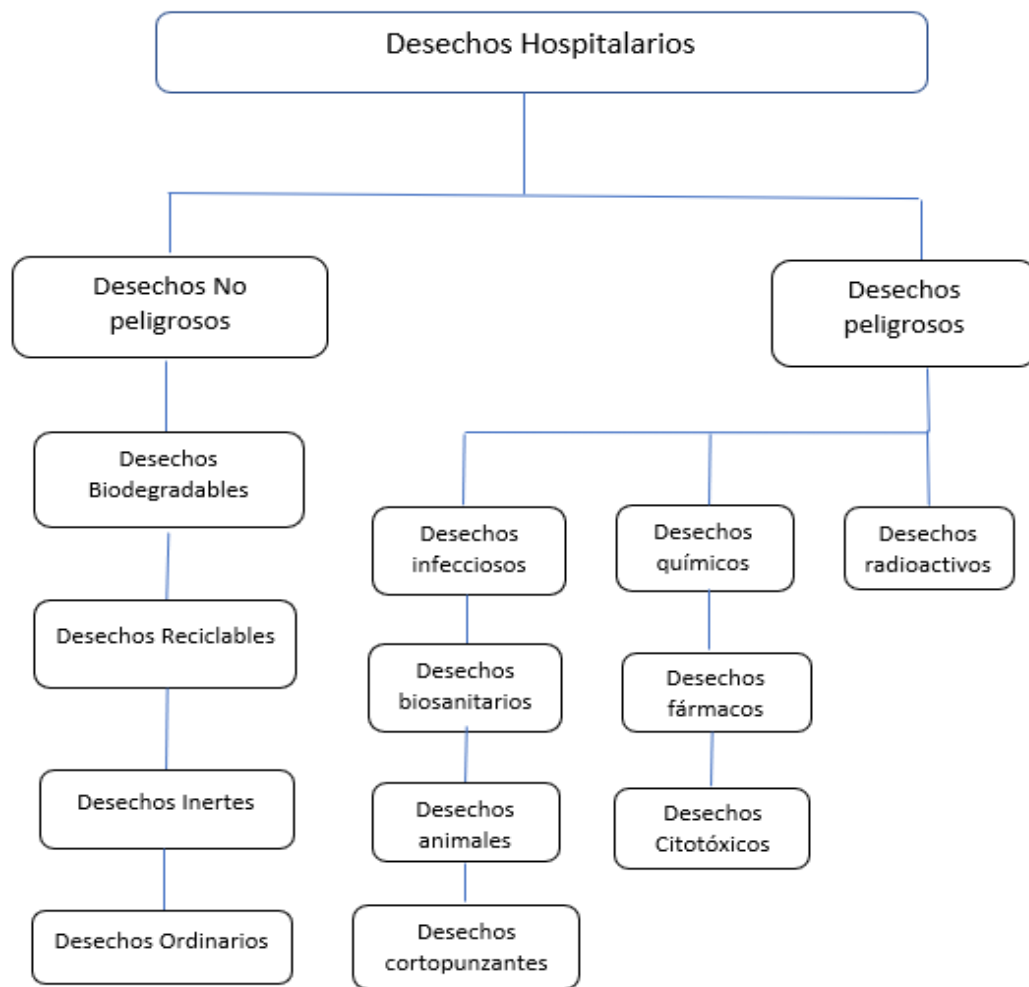 Desechos Hospitalarios
Desechos No
peligrosos
Desechos
peligrosos
Desechos
Biodegradables
Desechos
infecciosos
Desechos
químicos
Desechos
radioactivos
Desechos Reciclables
Desechos
biosanitarios
Desechos
fármacos
Desechos Inertes
Desechos
animales
Desechos
Citotóxicos
Desechos Ordinarios
Desechos
cortopunzantes